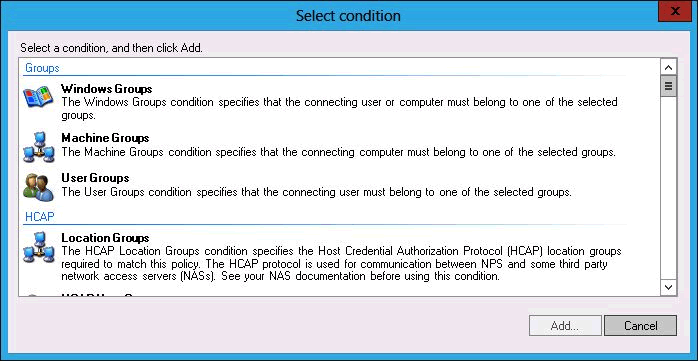 Select condition
x
Select a condition, and then click Add.
Groups
Windows Groups
The Windows Groups condition specifies that the connecting user or computer must belong to one of the selected
groups.
Machine Groups
The Machine Groups condition specifies that the connecting computer must belong to one of the selected groups.
User Groups
The User Groups condition specifies that the connecting user must belong to one of the selected groups.
HCAP
Location Groups
The HCAP Location Groups condition specifies the Host Credential Authorization Protocol (HCAP) location groups
required to match this policy. The HCAP protocol is used for communication between NPS and some third party
network access servers (NASs). See your NAS documentation before using this condition.
Add...
Cancel